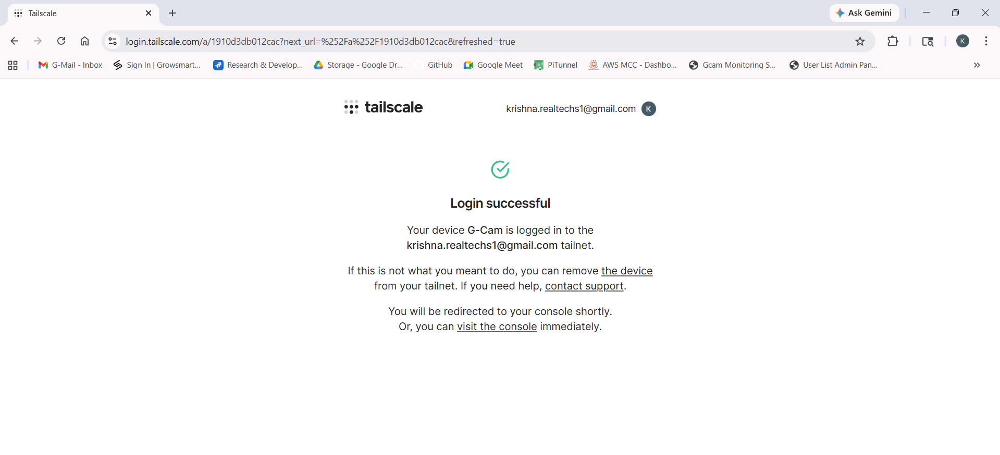 Tailscale
Ask Gemini
login.tailscale.com/a/1910d3db012cac?next_url=%252Fa%252F1910d3db012cac&refreshed=true
K
G-Mail - Inbox
Sign In | Growsmart...
Research & Develop...
Storage - Google Dr...
GitHub
Google Meet
PiTunnel
AWS MCC - Dashbo...
Gcam Monitoring S...
User List Admin Pan...
tailscale
krishna.realtechs1@gmail.com K
Login successful
Your device G-Cam is logged in to the
krishna.realtechs1@gmail.com tailnet.
If this is not what you meant to do, you can remove the device
from your tailnet. If you need help, contact support.
You will be redirected to your console shortly.
Or, you can visit the console immediately.